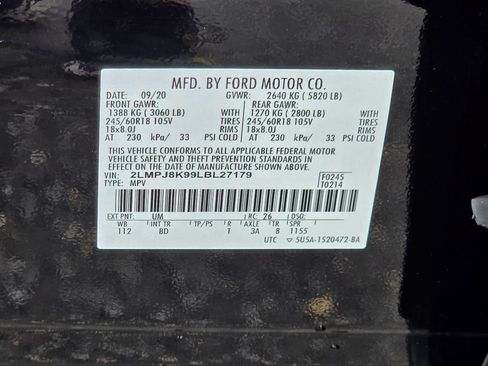 MFD. BY FORD MOTOR CO.
DATE: 09/20 GVWR: 2640 KG ( 5820 LB)
FRONT GAWR: REAR GAWR:
1388 KG ( 3060 LB) 1270 KG ( 2800 LB)
245/60R18 105V TIRES 245/60R18 105V TIRES
18x8.0J RIMS 18x8.0J RIMS
AT 230 kPa/ 33 PSI COLD AT 230 kPa/ 33 PSI COLD
THIS VEHICLE CONFORMS TO ALL APPLICABLE FEDERAL MOTOR VEHICLE
SAFETY AND THEFT PREVENTION STANDARDS IN EFFECT ON THE DATE OF MANUFACTURE SHOWN ABOVE.
VIN: 2LMPJ8K99LBL27179 F0245
TYPE: MPV T0214
EXT PNT: UM RC: 26 DSO:
WB INT TR TP/PS R AXLE TR SPR
112 BD T 3A 8 1155
UTC 5U5A-1520472-BA